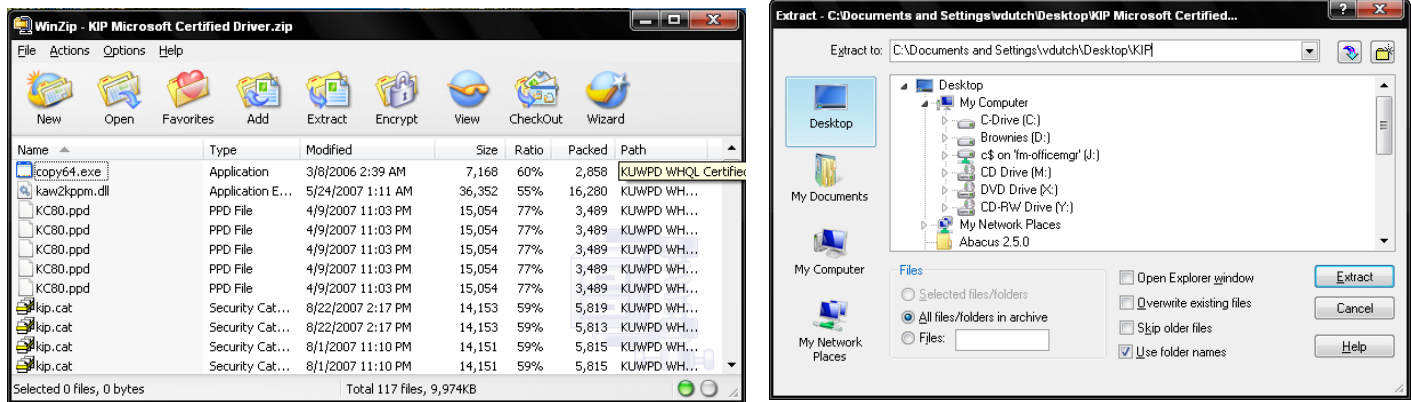 WinZip - KIP Microsoft Certified Driver.zip
File Actions Options Help
New Open Favorites Add Extract Encrypt View CheckOut Wizard
Name Type Modified Size Ratio Packed Path
copy64.exe Application 3/8/2006 2:39 AM 7,168 60% 2,858 KUWPD WHQL Certified
kaw2kppm.dll Application E... 5/24/2007 1:11 AM 36,352 55% 16,280 KUWPD WH...
KC80.ppd PPD File 4/9/2007 11:03 PM 15,054 77% 3,489 KUWPD WH...
KC80.ppd PPD File 4/9/2007 11:03 PM 15,054 77% 3,489 KUWPD WH...
KC80.ppd PPD File 4/9/2007 11:03 PM 15,054 77% 3,489 KUWPD WH...
KC80.ppd PPD File 4/9/2007 11:03 PM 15,054 77% 3,489 KUWPD WH...
KC80.ppd PPD File 4/9/2007 11:03 PM 15,054 77% 3,489 KUWPD WH...
kip.cat Security Cat... 8/22/2007 2:17 PM 14,153 59% 5,819 KUWPD WH...
kip.cat Security Cat... 8/22/2007 2:17 PM 14,153 59% 5,813 KUWPD WH...
kip.cat Security Cat... 8/1/2007 11:10 PM 14,151 59% 5,815 KUWPD WH...
kip.cat Security Cat... 8/1/2007 11:10 PM 14,151 59% 5,815 KUWPD WH...
Selected 0 files, 0 bytes Total 117 files, 9,974KB
Extract - C:\Documents and Settings\vdutch\Desktop\KIP Microsoft Certified...
Extract to: C:\Documents and Settings\vdutch\Desktop\KIP
Desktop
My Documents
My Computer
My Network Places
Desktop
My Computer
C-Drive (C:)
Brownies (D:)
c$ on 'fm-officemgr' (J:)
CD Drive (M:)
DVD Drive (X:)
CD-RW Drive (Y:)
My Network Places
Abacus 2.5.0
Files
Selected files/folders
All files/folders in archive
Files:
Open Explorer window
Overwrite existing files
Skip older files
Use folder names
Extract
Cancel
Help